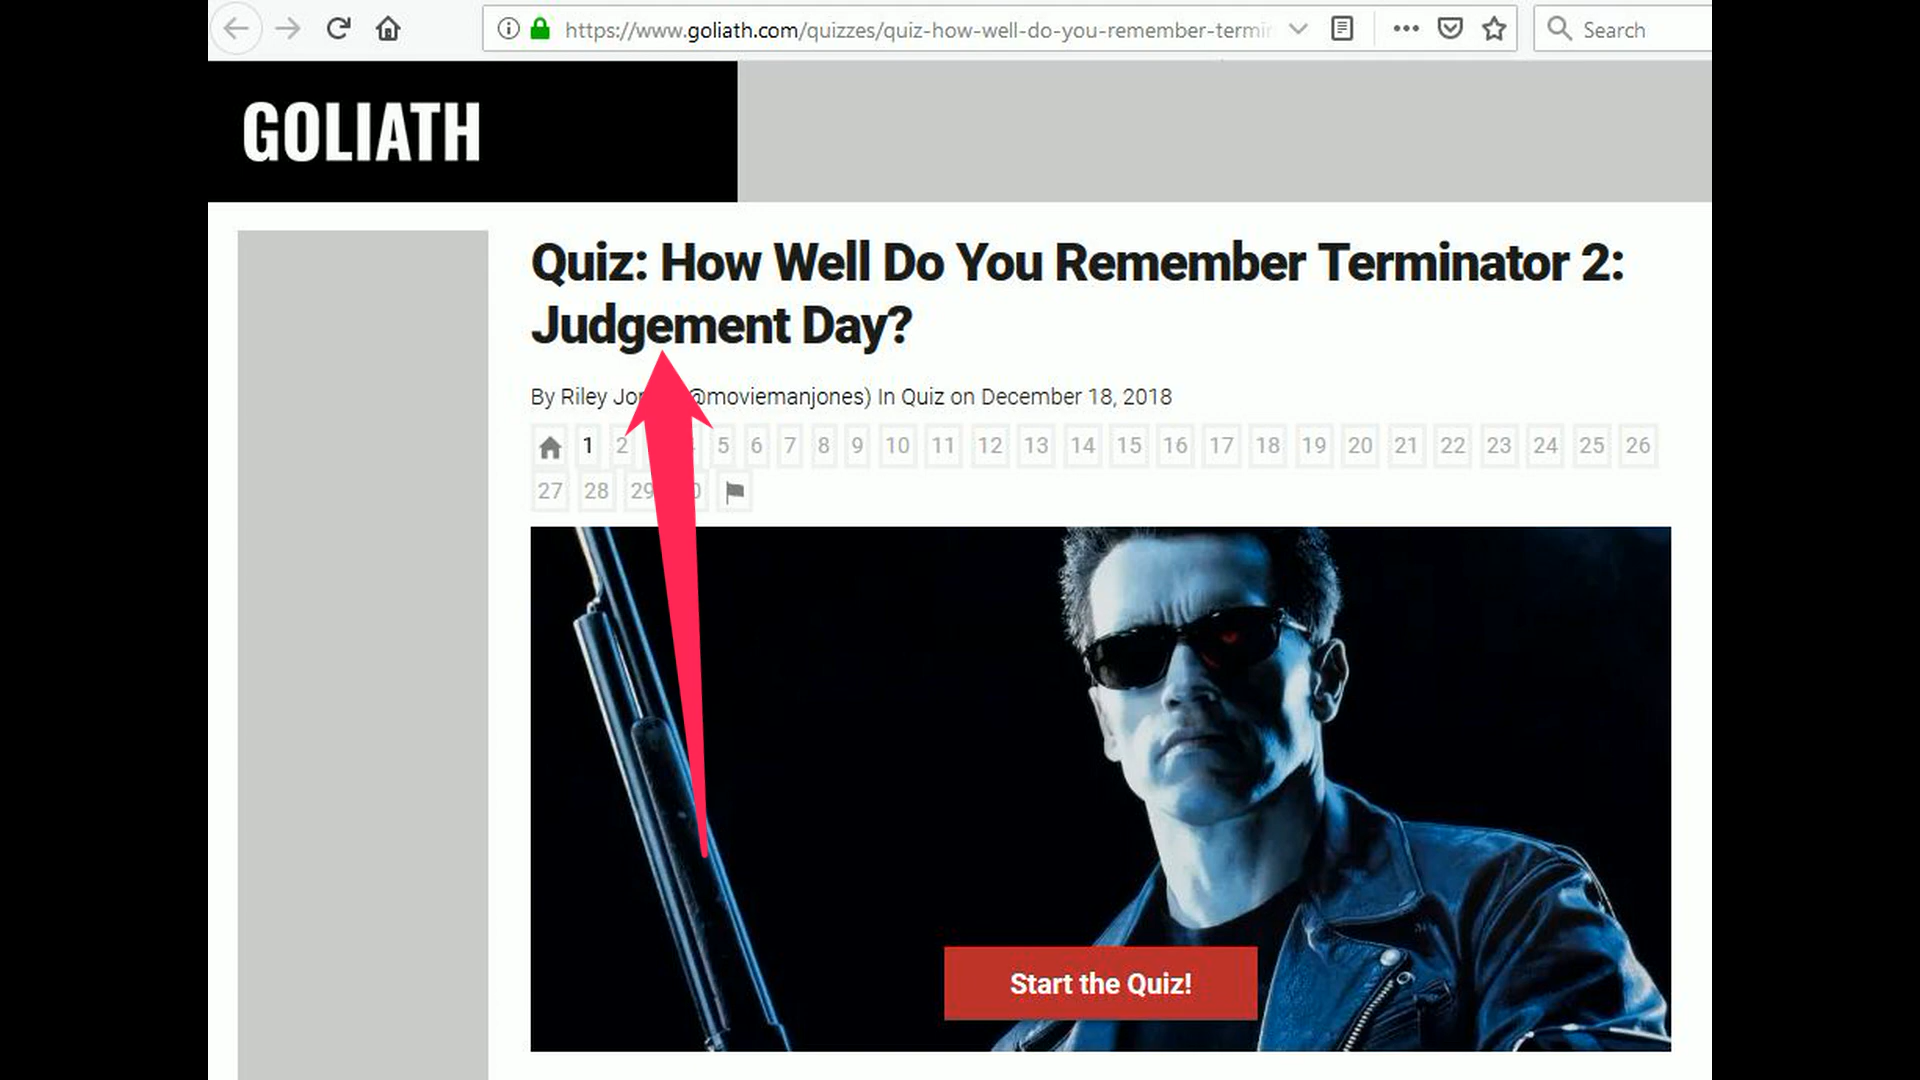 https://www.goliath.com/quizzes/quiz-how-well-do-you-remember-termin
Search
GOLIATH
Quiz: How Well Do You Remember Terminator 2:
Judgement Day?
By Riley @moviemanjones) In Quiz on December 18, 2018
1 2 5 6 7 8 9 10 11 12 13 14 15 16 17 18 19 20 21 22 23 24 25 26
27 28 29
Start the Quiz!